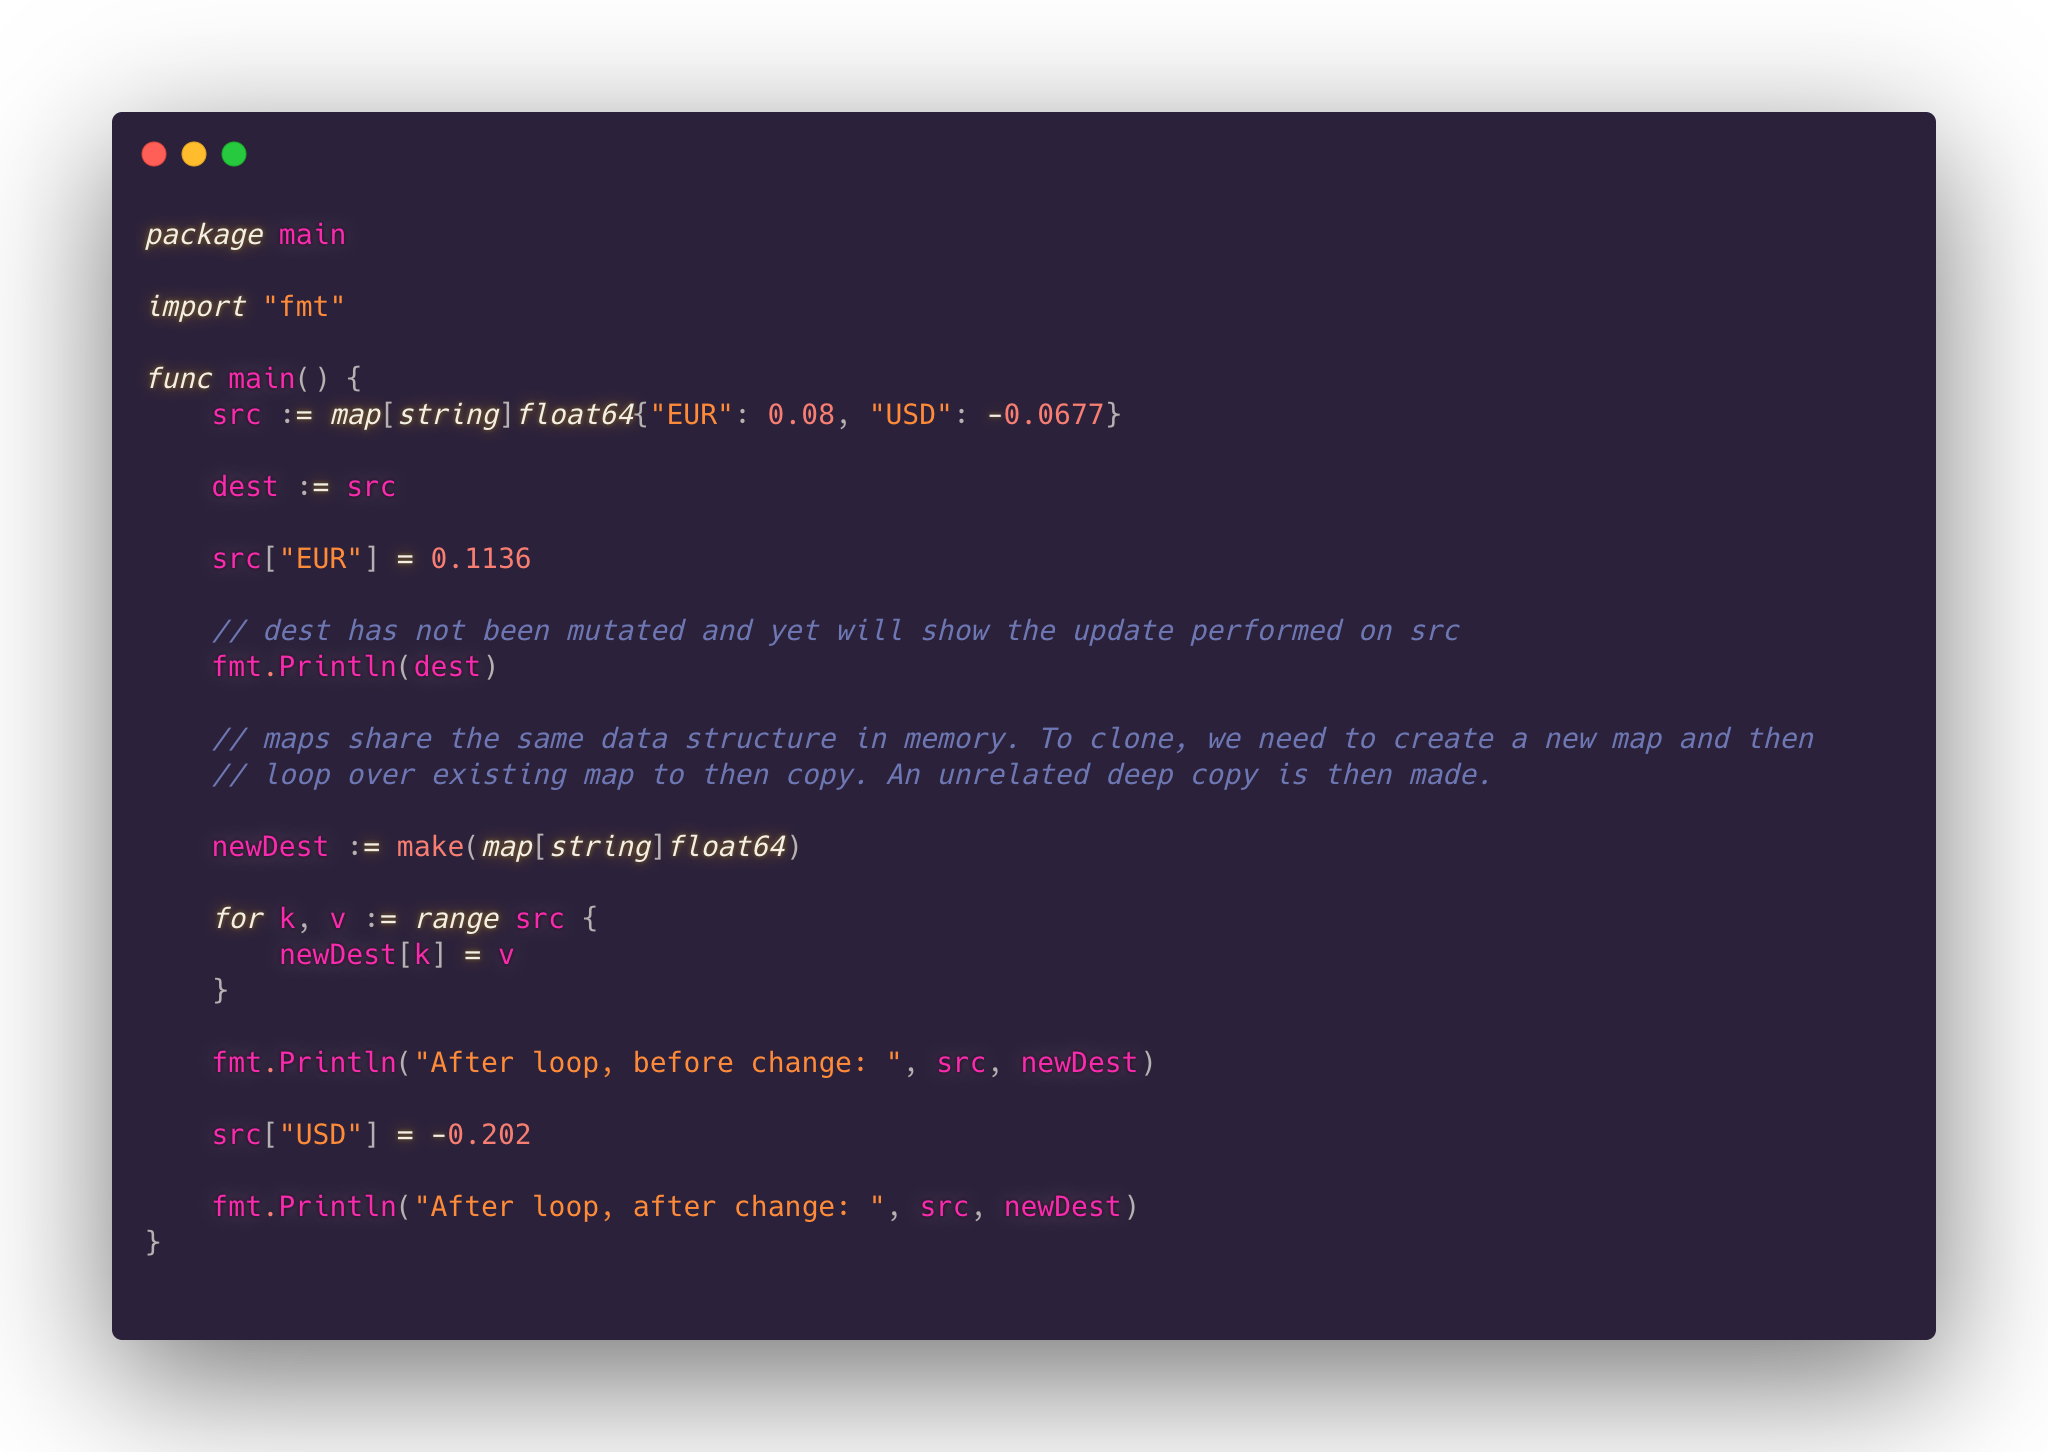 package main
import "fmt"
func main() {
src := map[string]float64{"EUR": 0.08, "USD": -0.0677}
dest := src
src["EUR"] = 0.1136
// dest has not been mutated and yet will show the update performed on src
fmt.Println(dest)
// maps share the same data structure in memory. To clone, we need to create a new map and then
// loop over existing map to then copy. An unrelated deep copy is then made.
newDest := make(map[string]float64)
for k, v := range src {
newDest[k] = v
}
fmt.Println("After loop, before change: ", src, newDest)
src["USD"] = -0.202
fmt.Println("After loop, after change: ", src, newDest)
}